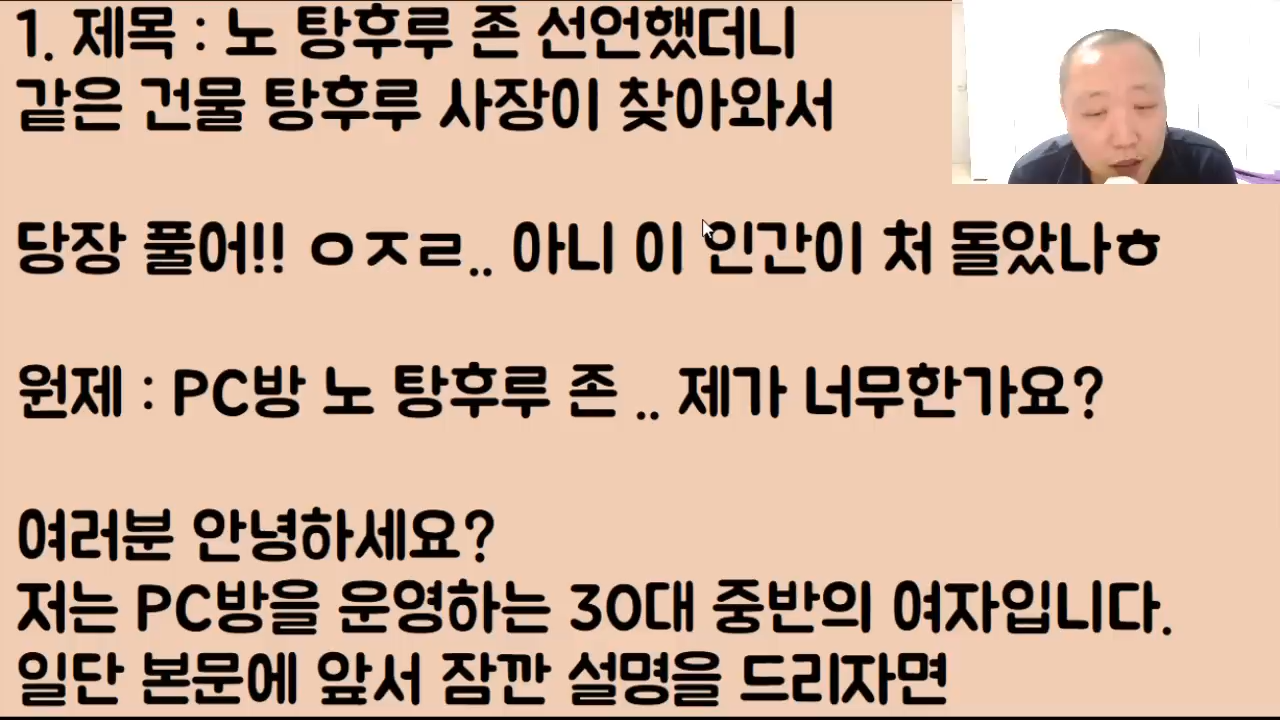 1. 제목 : 노 탕후루 존 선언했더니
같은 건물 탕후루 사장이 찾아와서
당장 풀어!! ㅇㅈㄹ.. 아니 이 인간이 처 돌았나ㅎ
원제 : PC방 노 탕후루 존 .. 제가 너무한가요?
여러분 안녕하세요?
저는 PC방을 운영하는 30대 중반의 여자입니다.
일단 본문에 앞서 잠깐 설명을 드리자면